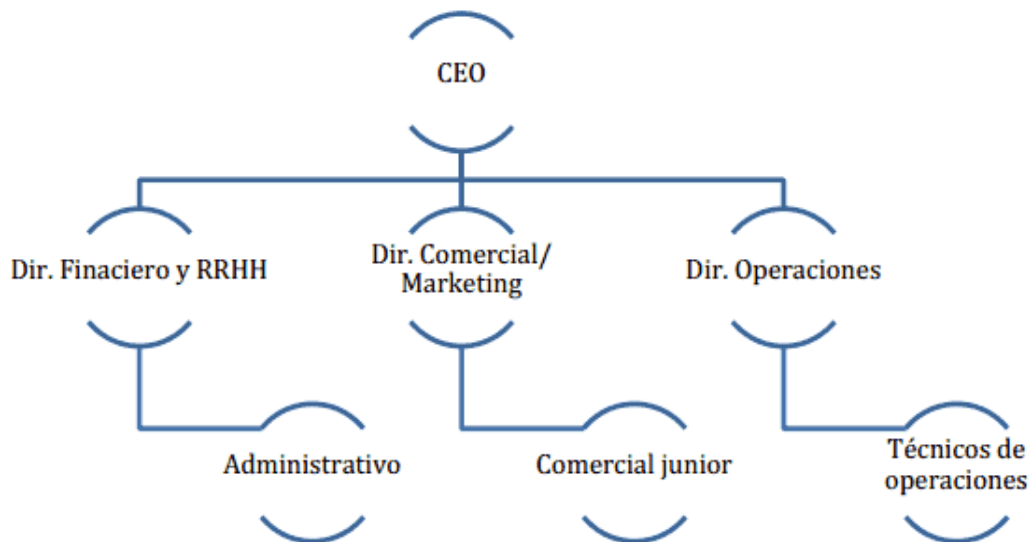 CEO
Dir. Finaciero y RRHH
Dir. Comercial/
Marketing
Dir. Operaciones
Administrativo
Comercial junior
Técnicos de
operaciones